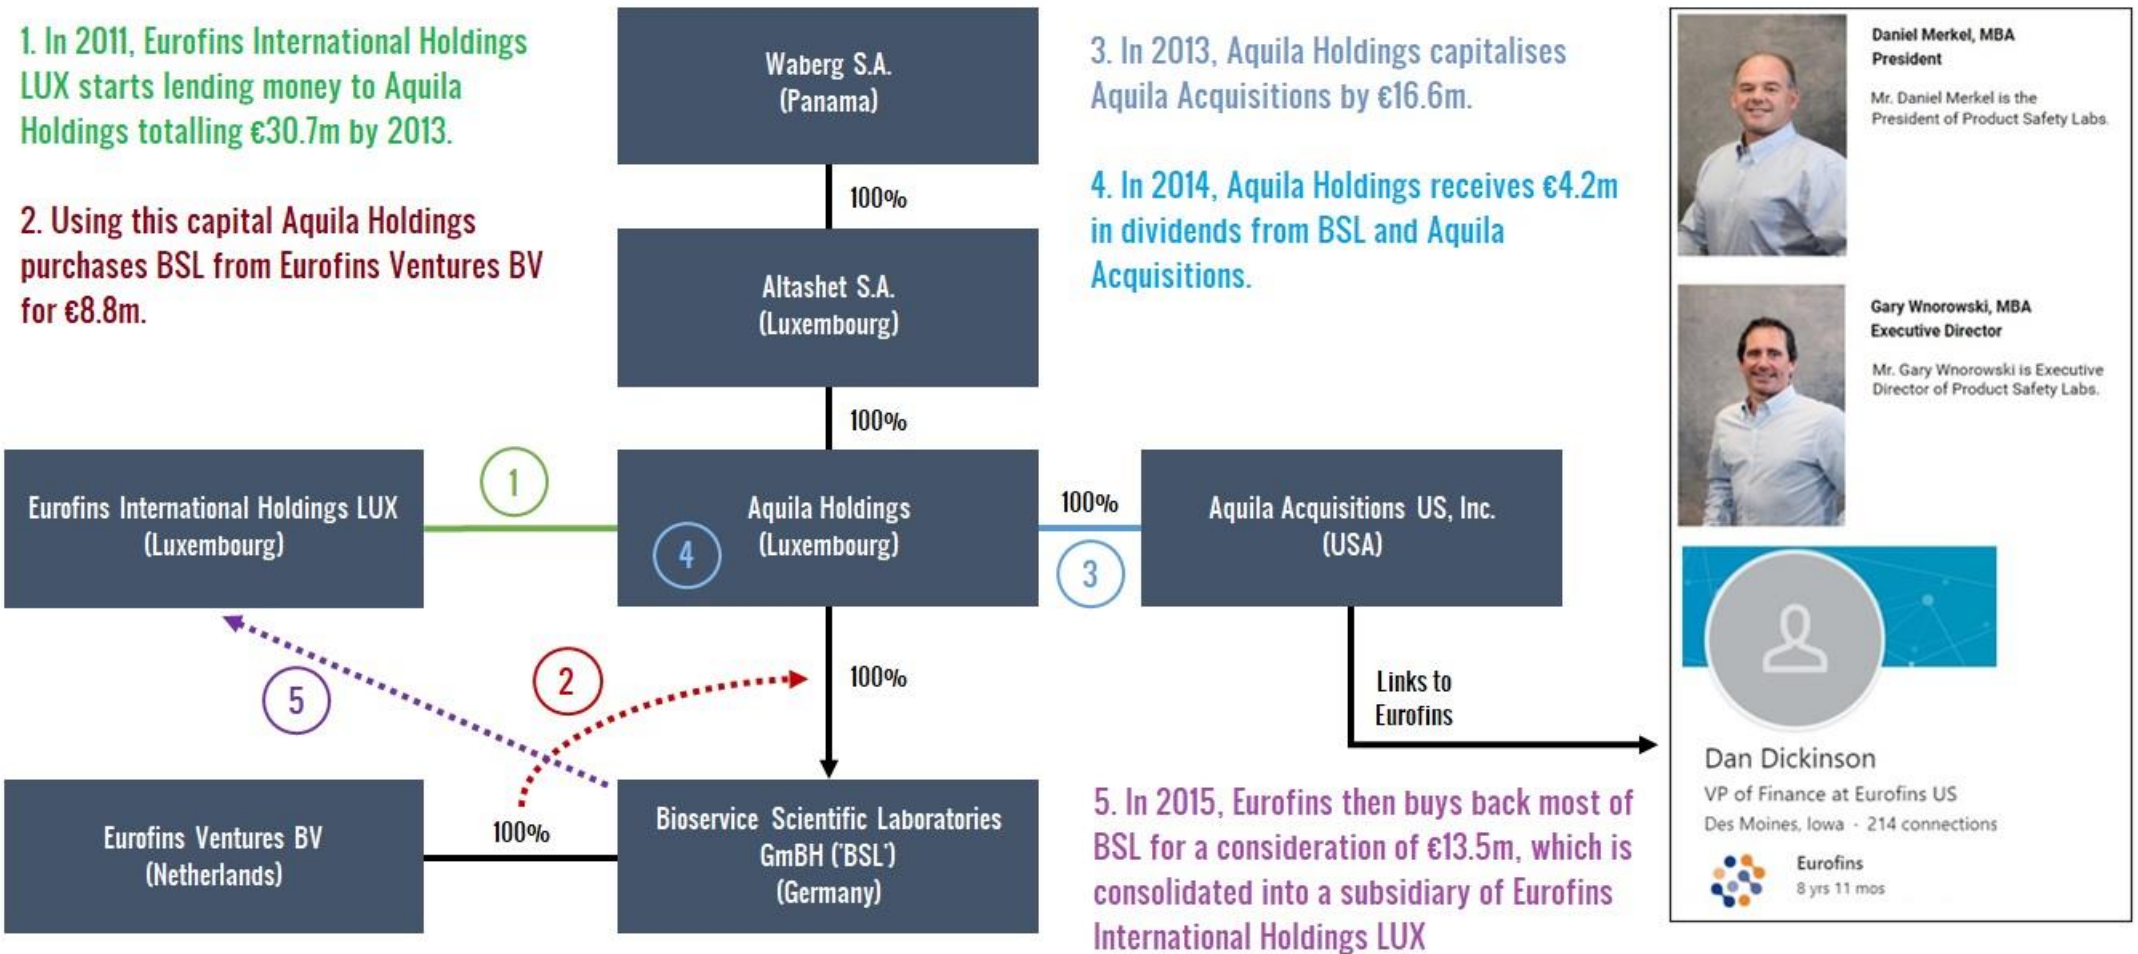 1. In 2011, Eurofins International Holdings
LUX starts lending money to Aquila
Holdings totalling €30.7m by 2013.
2. Using this capital Aquila Holdings
purchases BSL from Eurofins Ventures BV
for €8.8m.
Waberg S.A.
(Panama)
100%
Altashet S.A.
(Luxembourg)
100%
3. In 2013, Aquila Holdings capitalises
Aquila Acquisitions by €16.6m.
4. In 2014, Aquila Holdings receives €4.2m
in dividends from BSL and Aquila
Acquisitions.
Eurofins International Holdings LUX
(Luxembourg)
1
Aquila Holdings
(Luxembourg)
4
100%
3
Aquila Acquisitions US, Inc.
(USA)
5
2
100%
Links to
Eurofins
Eurofins Ventures BV
(Netherlands)
100%
Bioservice Scientific Laboratories
GmBH ('BSL')
(Germany)
5. In 2015, Eurofins then buys back most of
BSL for a consideration of €13.5m, which is
consolidated into a subsidiary of Eurofins
International Holdings LUX
Daniel Merkel, MBA
President
Mr. Daniel Merkel is the
President of Product Safety Labs.
Gary Wnorowski, MBA
Executive Director
Mr. Gary Wnorowski is Executive
Director of Product Safety Labs.
Dan Dickinson
VP of Finance at Eurofins US
Des Moines, Iowa · 214 connections
Eurofins
8 yrs 11 mos